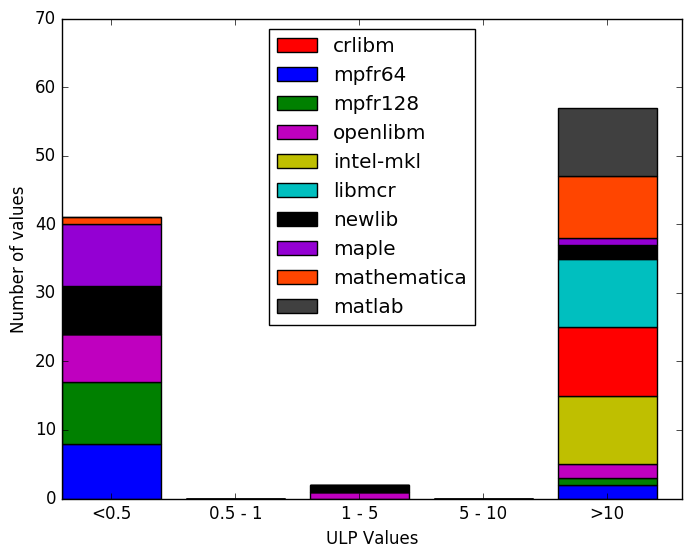 70
60
50
40
30
20
10
0
Number of values
crlibm
mpfr64
mpfr128
openlibm
intel-mkl
libmcr
newlib
maple
mathematica
matlab
<0.5
0.5 - 1
1 - 5
5 - 10
>10
ULP Values